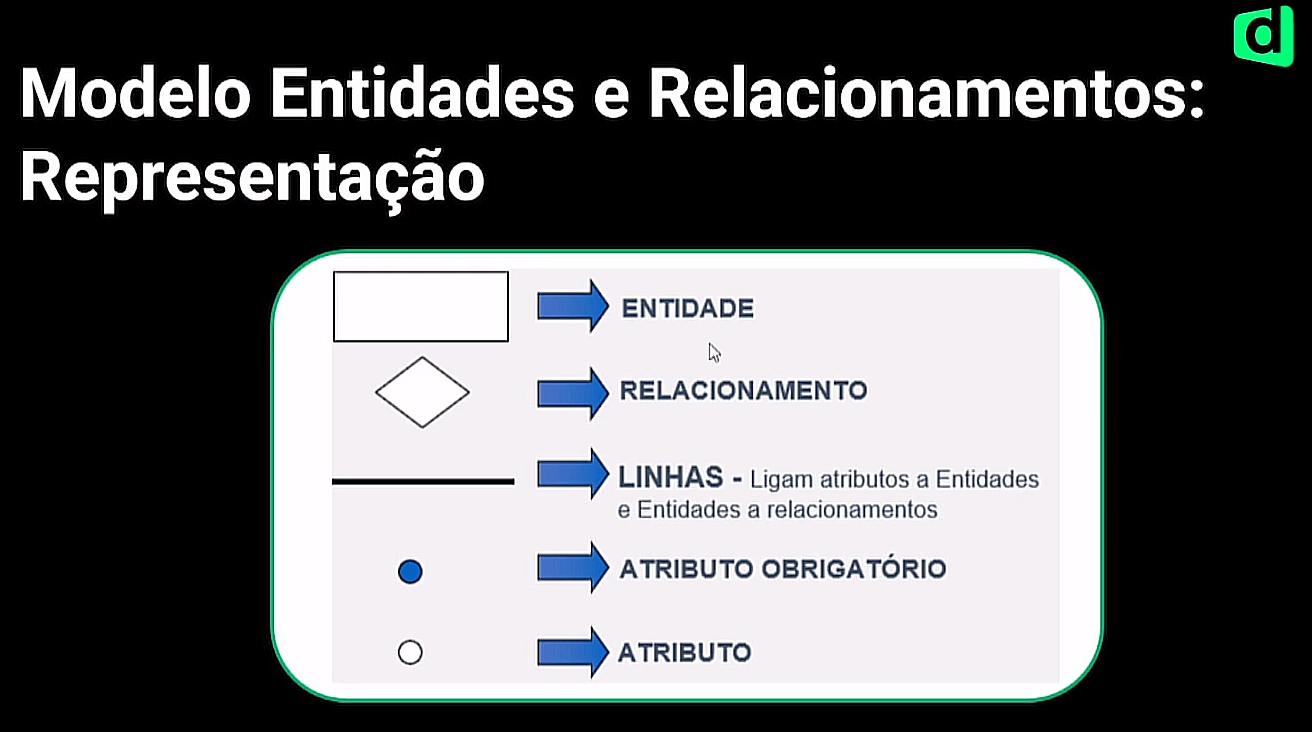 d
Modelo Entidades e Relacionamentos:
Representação
ENTIDADE
RELACIONAMENTO
LINHAS - Ligam atributos a Entidades
e Entidades a relacionamentos
ATRIBUTO OBRIGATÓRIO
ATRIBUTO